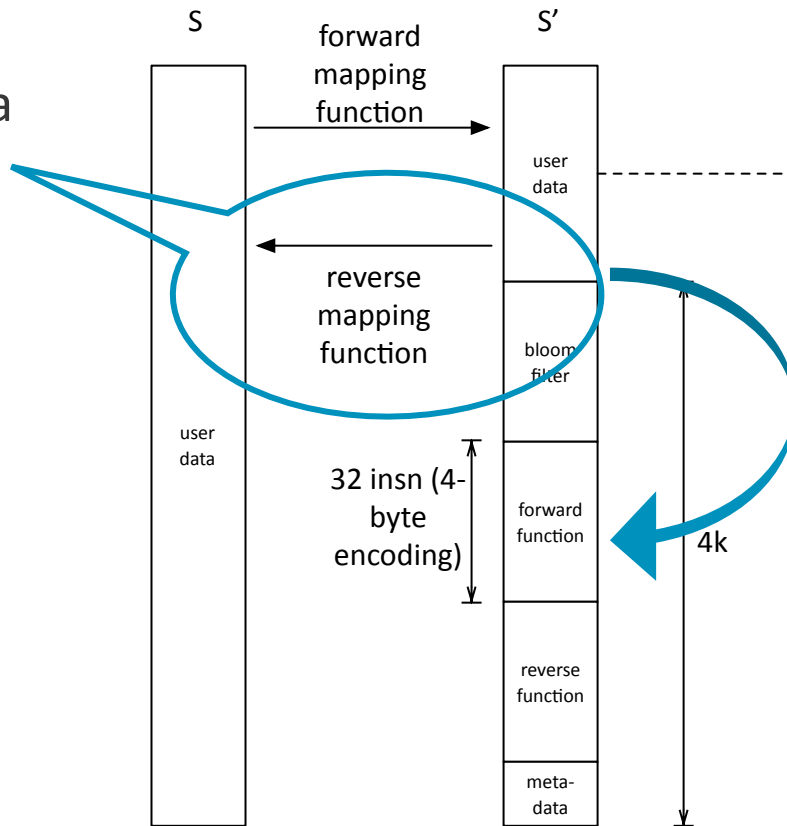 S
S’
forward
mapping
function
a
user
data
reverse
mapping
function
bloom
filter
user
data
32 insn (4-
byte
encoding)
forward
function
4k
reverse
function
meta-
data